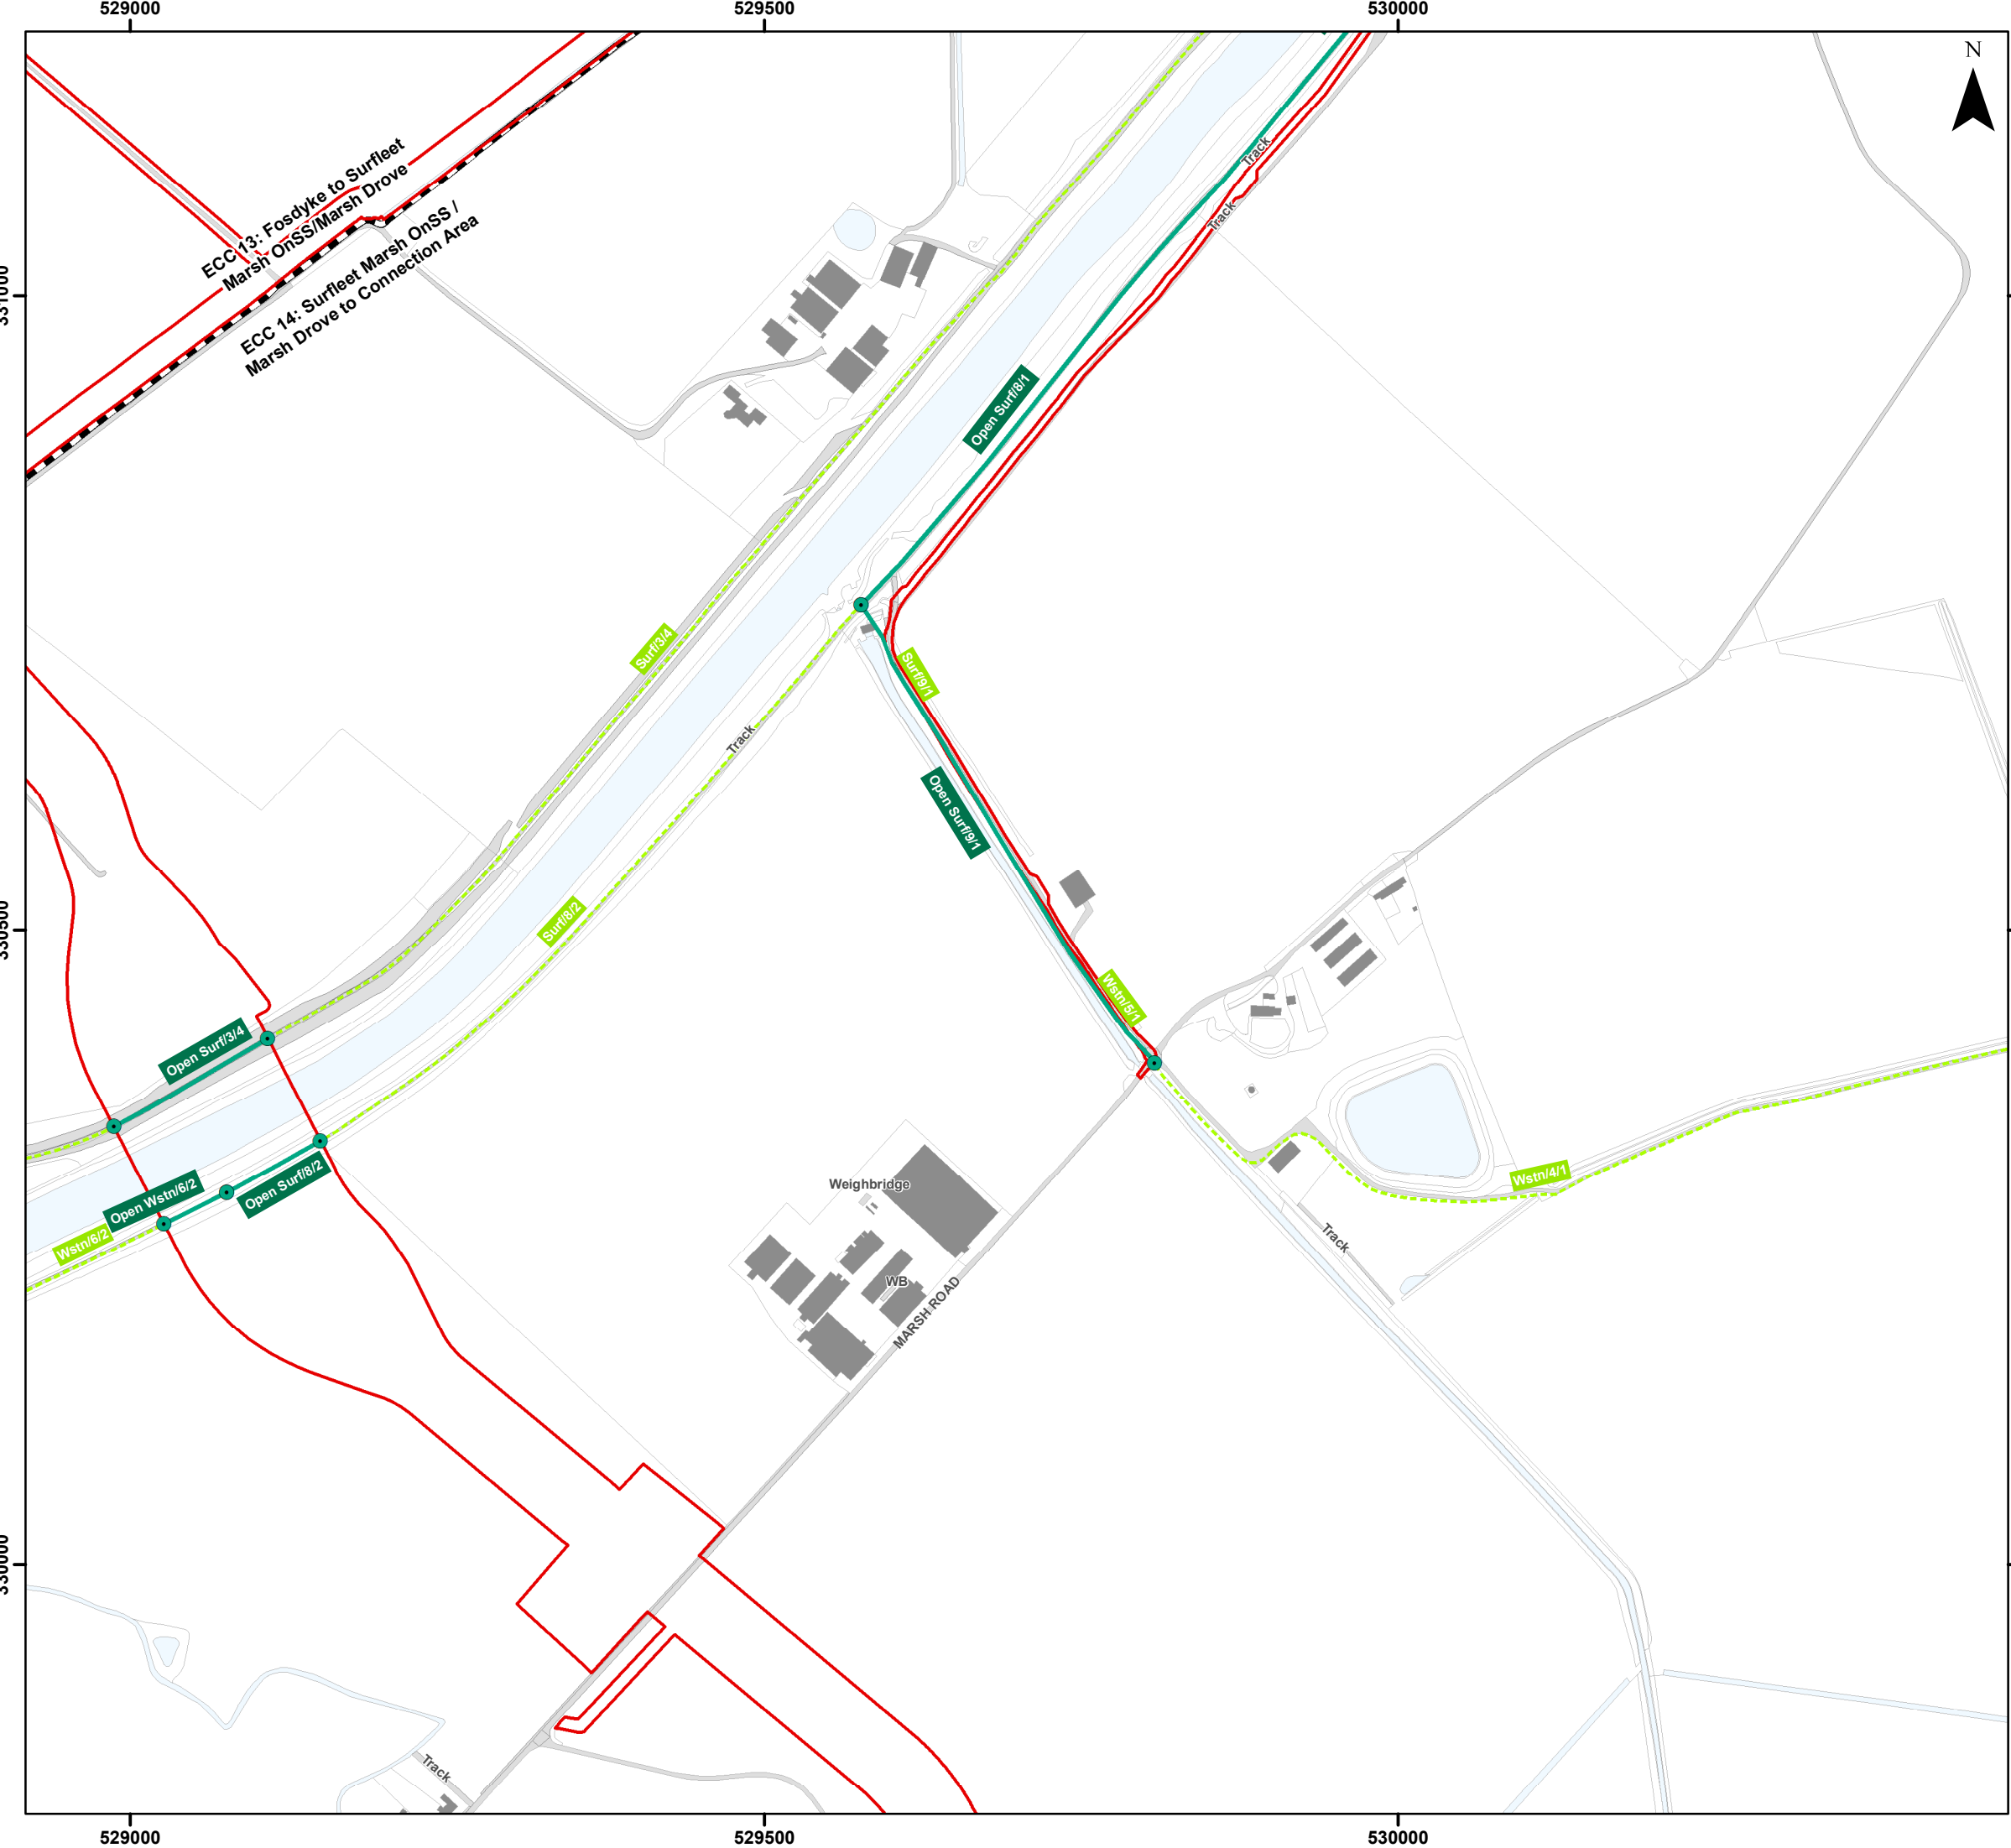 529000
529500
530000
N
ECC 13: Fosdyke to Surfleet
Marsh OnSS/Marsh Drove
ECC 14: Surfleet Marsh OnSS /
Marsh Drove to Connection Area
Track
Track
331000
Open Surf/8/1
Surf/3/4
Surf/9/1
Track
Open Surf/9/1
Surf/8/2
330500
Wstn/5/1
Open Surf/3/4
Open Wstn/6/2
Open Surf/8/2
Wstn/6/2
Weighbridge
Wstn/4/1
Track
WB
MARSH ROAD
330000
Track
529000
529500
530000